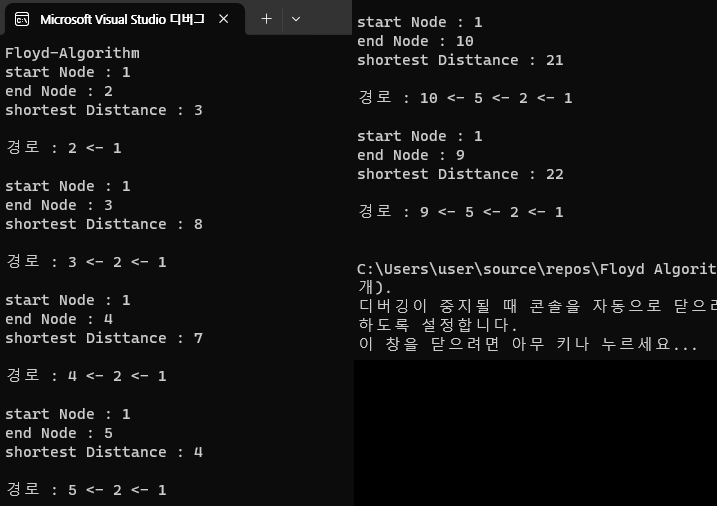 Microsoft Visual Studio 디버그
Floyd-Algorithm
start Node : 1
end Node : 2
shortest Disttance : 3
경로 : 2 <- 1
start Node : 1
end Node : 3
shortest Disttance : 8
경로 : 3 <- 2 <- 1
start Node : 1
end Node : 4
shortest Disttance : 7
경로 : 4 <- 2 <- 1
start Node : 1
end Node : 5
shortest Disttance : 4
경로 : 5 <- 2 <- 1
start Node : 1
end Node : 10
shortest Disttance : 21
경로 : 10 <- 5 <- 2 <- 1
start Node : 1
end Node : 9
shortest Disttance : 22
경로 : 9 <- 5 <- 2 <- 1
C:\Users\user\source\repos\Floyd Algorit
개).
디버깅이 중지될 때 콘솔을 자동으로 닫으려
하도록 설정합니다.
이 창을 닫으려면 아무 키나 누르세요...